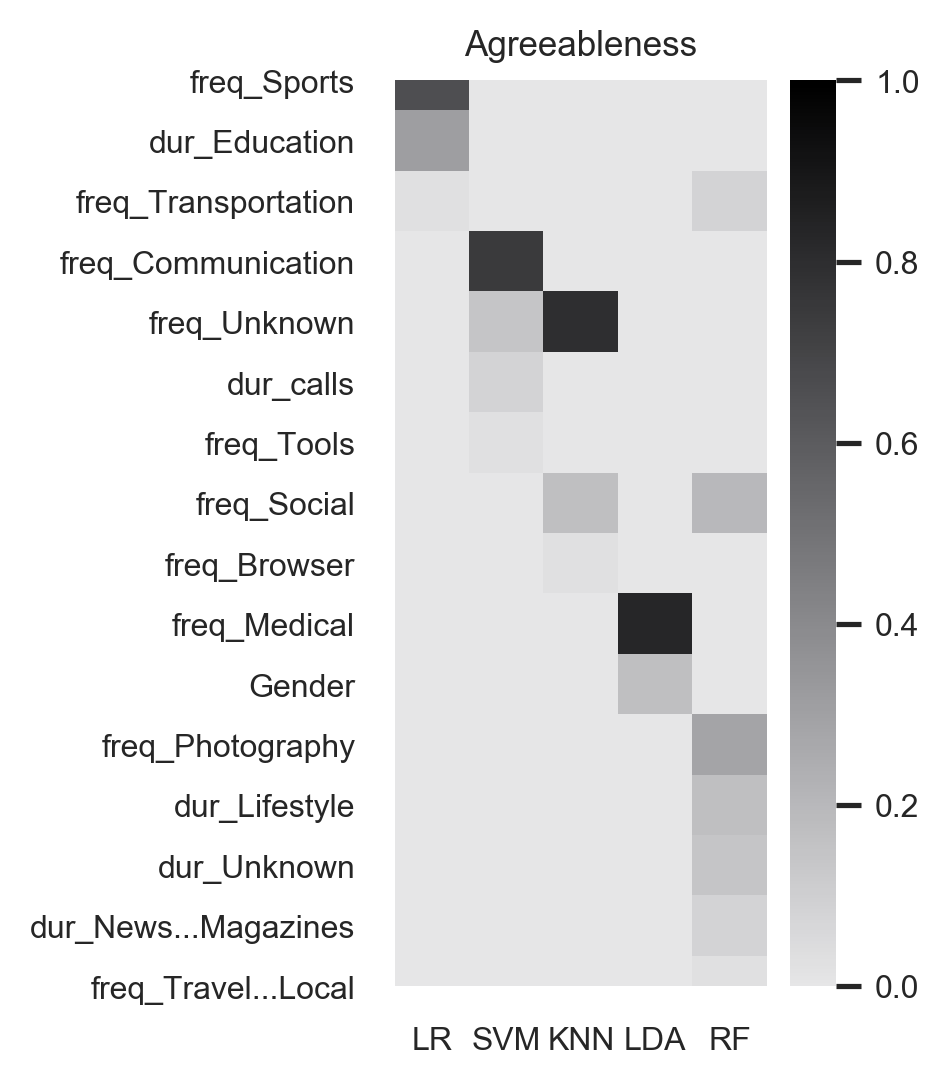 Agreeableness
freq_Sports
dur_Education
freq_Transportation
freq_Communication
freq_Unknown
dur_calls
freq_Tools
freq_Social
freq_Browser
freq_Medical
Gender
freq_Photography
dur_Lifestyle
dur_Unknown
dur_News...Magazines
freq_Travel...Local
LR SVM KNN LDA RF
1.0
0.8
0.6
0.4
0.2
0.0